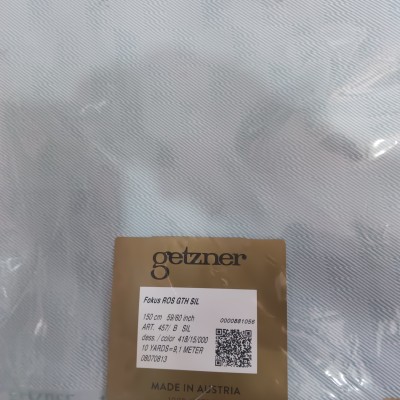 getzner
Fokus ROS GTH SIL
150 cm 59/60 inch
0000881056
ART. 457/ B SIL
dess./ color 418/15/000
10 YARDS=9,1 METER
08070813
MADE IN AUSTRIA